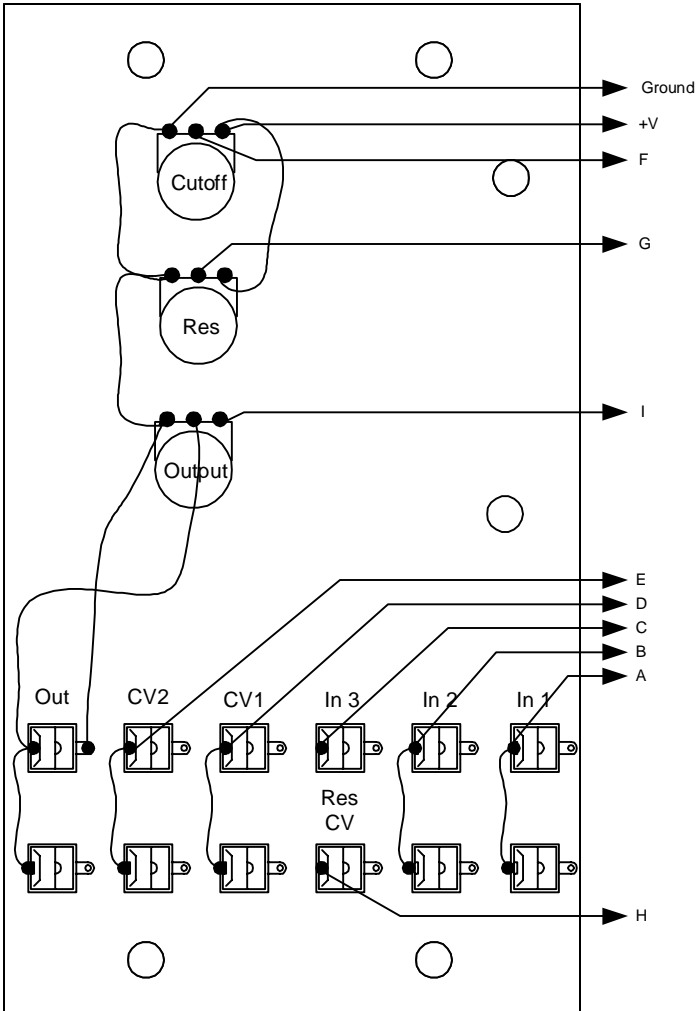 Ground
+V
F
Cutoff
G
Res
I
Output
E
D
C
B
A
Out CV2 CV1 In 3 In 2 In 1
Res
CV
H